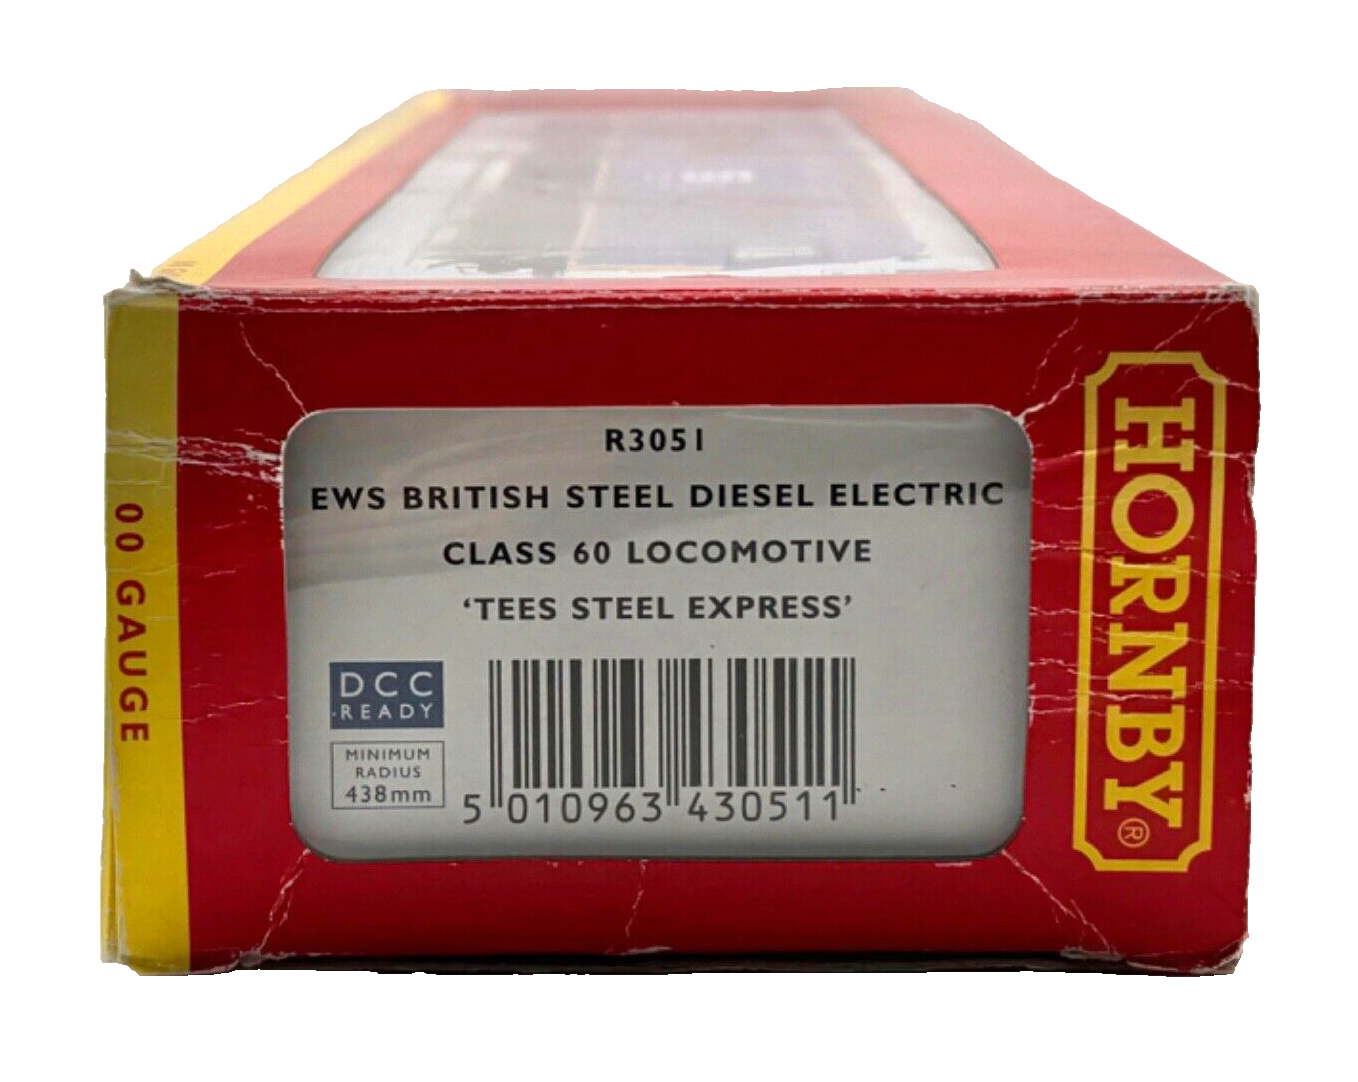 R3051
EWS BRITISH STEEL DIESEL ELECTRIC
CLASS 60 LOCOMOTIVE
‘TEES STEEL EXPRESS’
DCC
READY
MINIMUM
RADIUS
438mm
5 010963 430511
00 GAUGE
HORNBY®